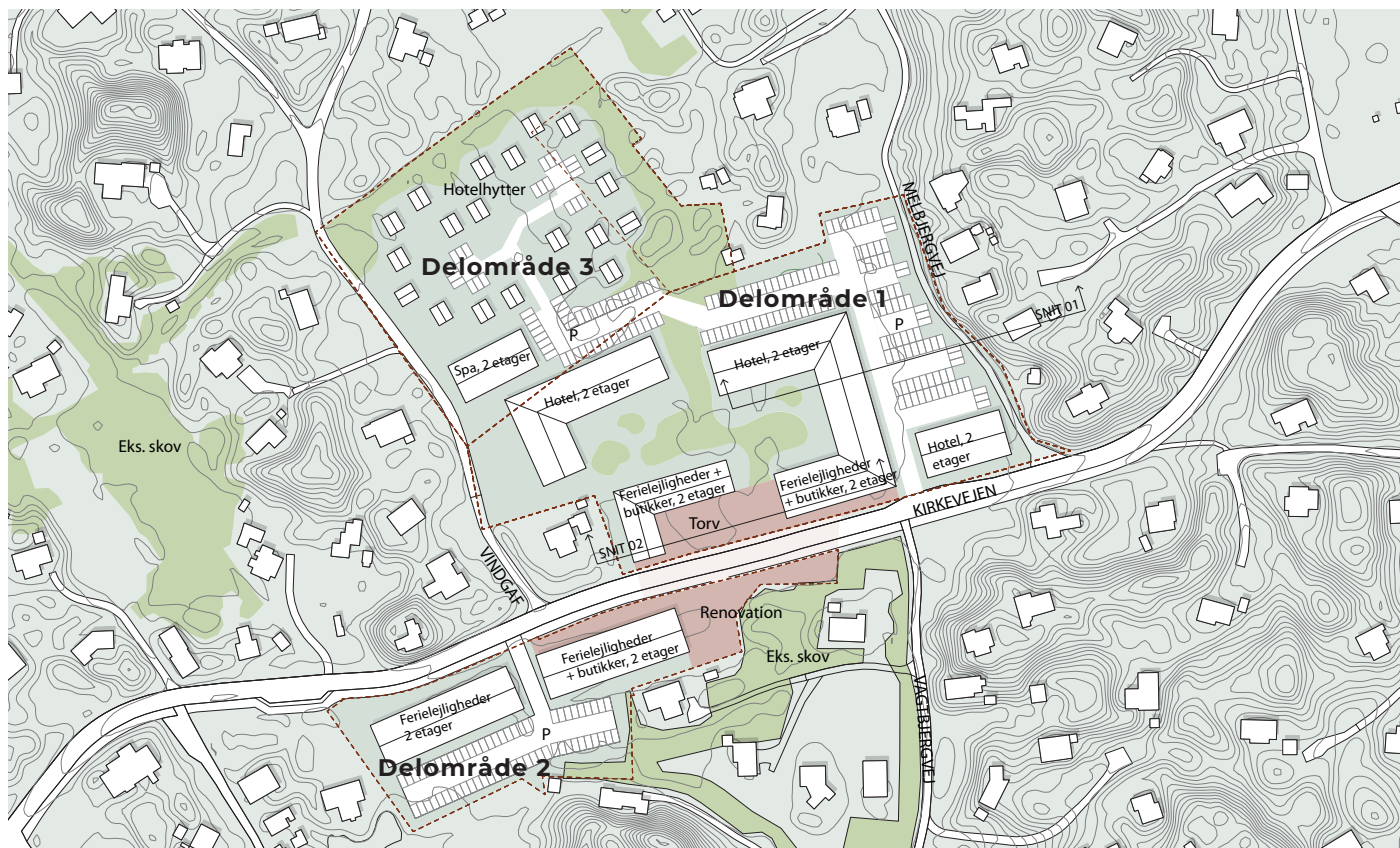 Hotelhytter
MELBJERGVEJ
Delområde 3
Delområde 1
SNIT 01
P
P
Spa, 2 etager
Hotel, 2 etager
Hotel, 2 etager
Eks. skov
Hotel, 2
etager
Ferielejligheder +
butikker, 2 etager
Ferielejligheder
+ butikker, 2 etager
KIRKEVEJEN
Torv
SNIT 02
VINDGAF
Renovation
Ferielejligheder
+ butikker, 2 etager
Eks. skov
VAGTBJERGVEJ
Ferielejligheder
2 etager
P
Delområde 2